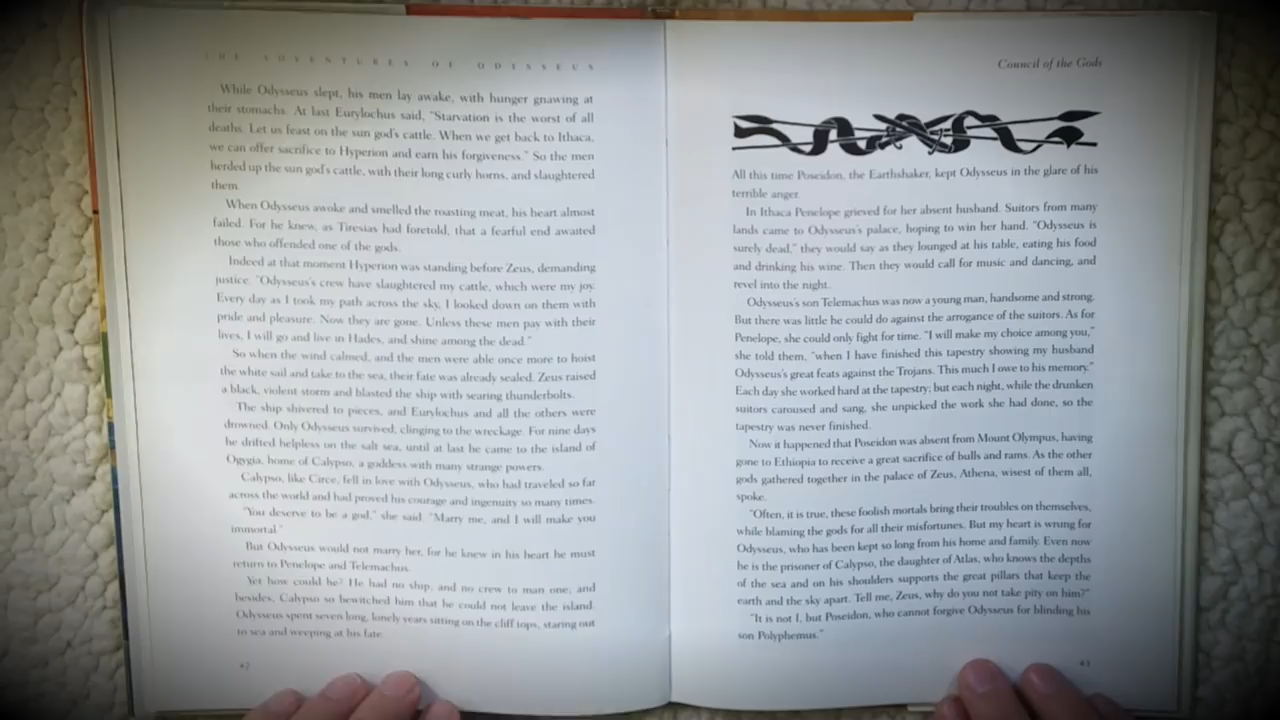 THE ADVENTURES OF ODYSSEUS
While Odysseus slept, his men lay awake, with hunger gnawing at
their stomachs. At last Eurylochus said, "Starvation is the worst of all
deaths. Let us feast on the sun god's cattle. When we get back to Ithaca,
we can offer sacrifice to Hyperion and earn his forgiveness." So the men
herded up the sun god's cattle, with their long curly horns, and slaughtered
them.
When Odysseus awoke and smelled the roasting meat, his heart almost
failed. For he knew, as Tiresias had foretold, that a fearful end awaited
those who offended one of the gods.
Indeed at that moment Hyperion was standing before Zeus, demanding
justice. "Odysseus's crew have slaughtered my cattle, which were my joy.
Every day as I took my path across the sky, I looked down on them with
pride and pleasure. Now they are gone. Unless these men pay with their
lives, I will go and live in Hades, and shine among the dead."
So when the wind calmed, and the men were able once more to hoist
the white sail and take to the sea, their fate was already sealed. Zeus raised
a black, violent storm and blasted the ship with searing thunderbolts.
The ship shivered to pieces, and Eurylochus and all the others were
drowned. Only Odysseus survived, clinging to the wreckage. For nine days
he drifted helpless on the salt sea, until at last he came to the island of
Ogygia, home of Calypso, a goddess with many strange powers.
Calypso, like Circe, fell in love with Odysseus, who had traveled so far
across the world and had proved his courage and ingenuity so many times.
"You deserve to be a god," she said. "Marry me, and I will make you
immortal."
But Odysseus would not marry her, for he knew in his heart he must
return to Penelope and Telemachus.
Yet how could he? He had no ship, and no crew to man one, and
besides, Calypso so bewitched him that he could not leave the island.
Odysseus spent seven long, lonely years sitting on the cliff tops, staring out
to sea and weeping at his fate.
42
Council of the Gods
All this time Poseidon, the Earthshaker, kept Odysseus in the glare of his
terrible anger.
In Ithaca Penelope grieved for her absent husband. Suitors from many
lands came to Odysseus's palace, hoping to win her hand. "Odysseus is
surely dead," they would say as they lounged at his table, eating his food
and drinking his wine. Then they would call for music and dancing, and
revel into the night.
Odysseus's son Telemachus was now a young man, handsome and strong.
But there was little he could do against the arrogance of the suitors. As for
Penelope, she could only fight for time. "I will make my choice among you,"
she told them, "when I have finished this tapestry showing my husband
Odysseus's great feats against the Trojans. This much I owe to his memory."
Each day she worked hard at the tapestry; but each night, while the drunken
suitors caroused and sang, she unpicked the work she had done, so the
tapestry was never finished.
Now it happened that Poseidon was absent from Mount Olympus, having
gone to Ethiopia to receive a great sacrifice of bulls and rams. As the other
gods gathered together in the palace of Zeus, Athena, wisest of them all,
spoke.
"Often, it is true, these foolish mortals bring their troubles on themselves,
while blaming the gods for all their misfortunes. But my heart is wrung for
Odysseus, who has been kept so long from his home and family. Even now
he is the prisoner of Calypso, the daughter of Atlas, who knows the depths
of the sea and on his shoulders supports the great pillars that keep the
earth and the sky apart. Tell me, Zeus, why do you not take pity on him?"
"It is not I, but Poseidon, who cannot forgive Odysseus for blinding his
son Polyphemus."
43